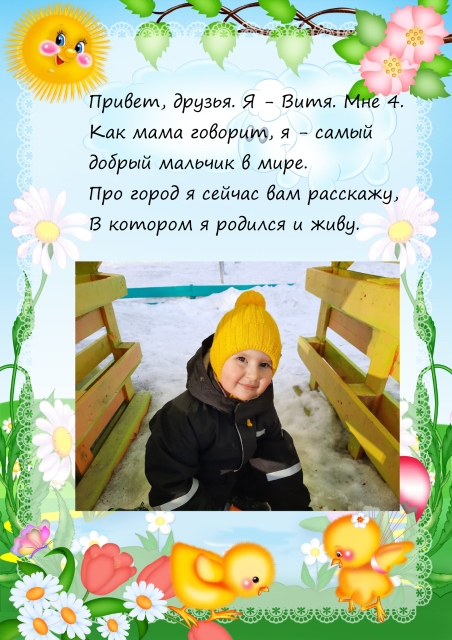 Привет, друзья. Я - Витя. Мне 4.
Как мама говорит, я - самый
добрый мальчик в мире.
Про город я сейчас вам расскажу,
В котором я родился и живу.